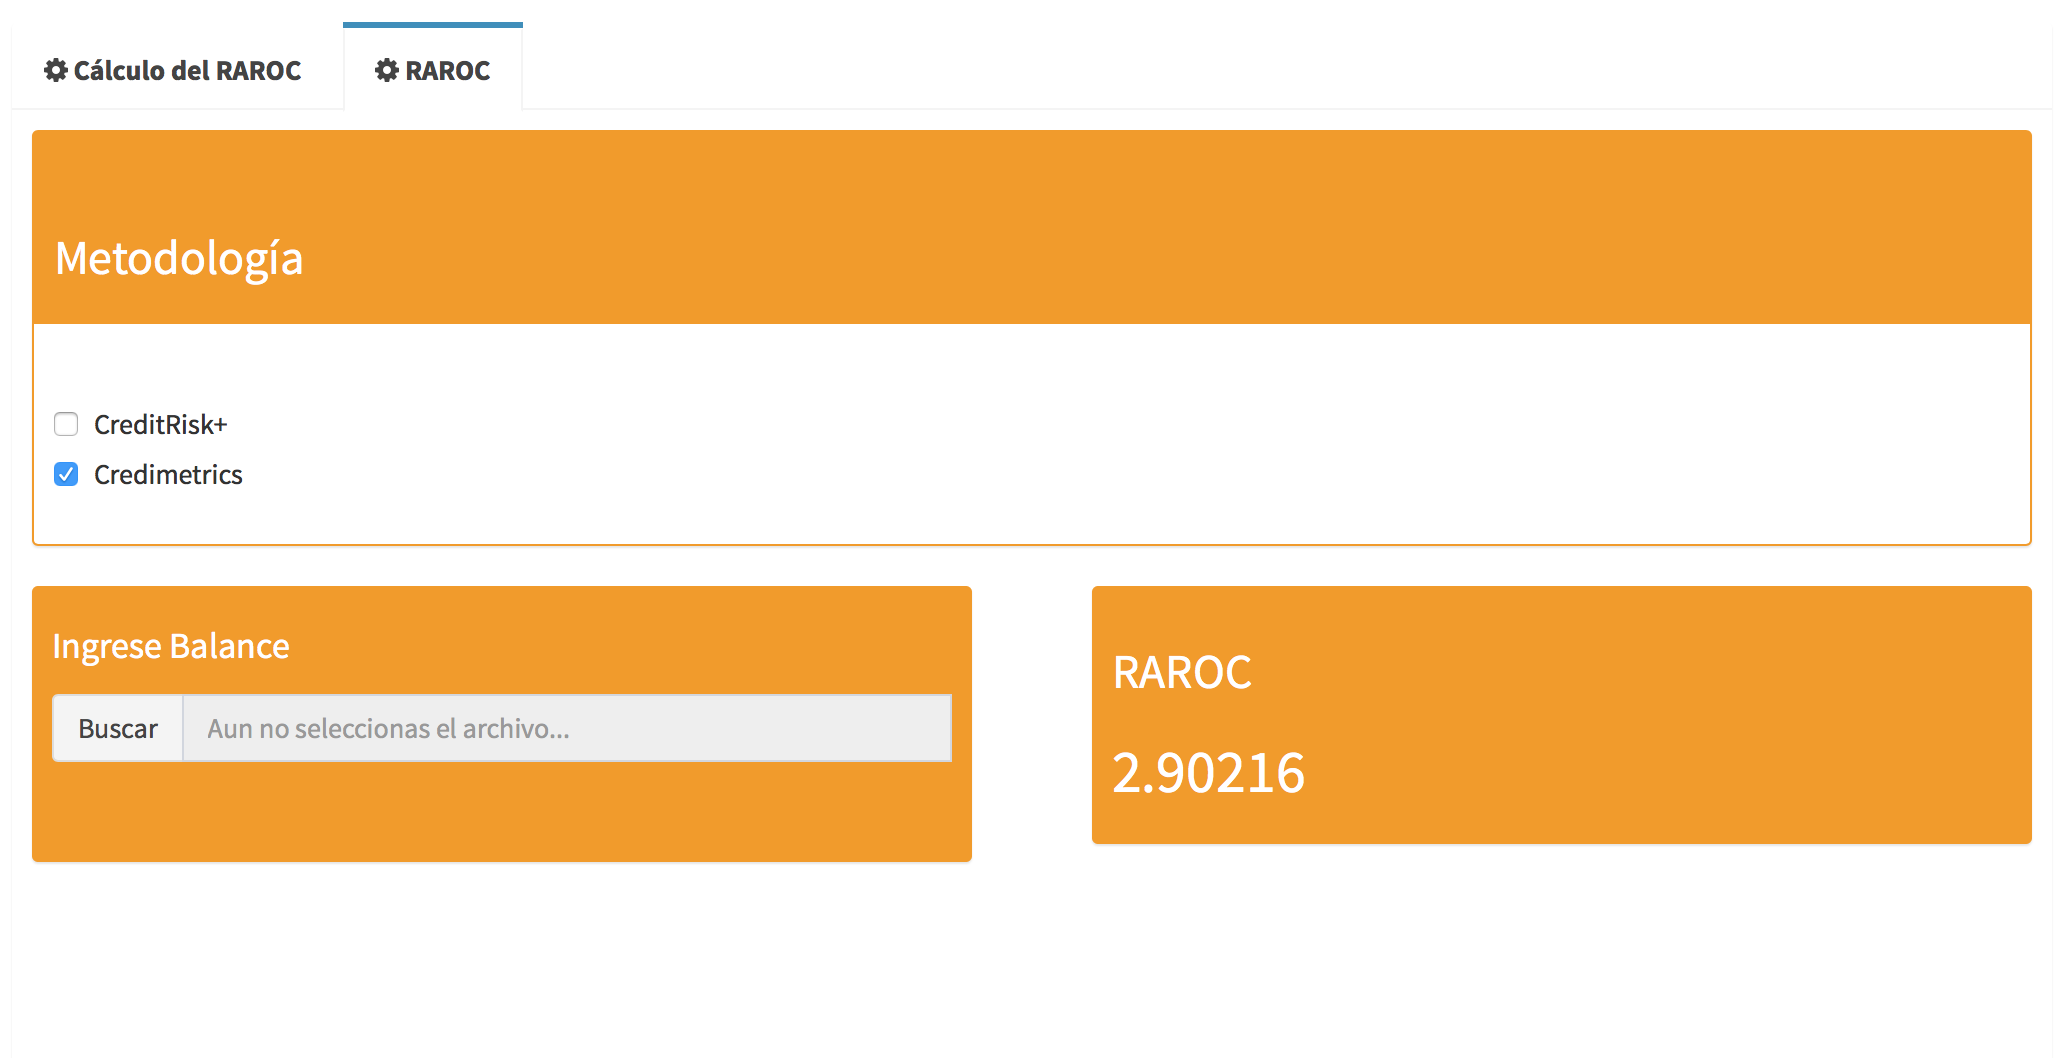 Cálculo del RAROC
RAROC
Metodología
CreditRisk+
Credimetrics
Ingrese Balance
Buscar
Aun no seleccionas el archivo...
RAROC
2.90216